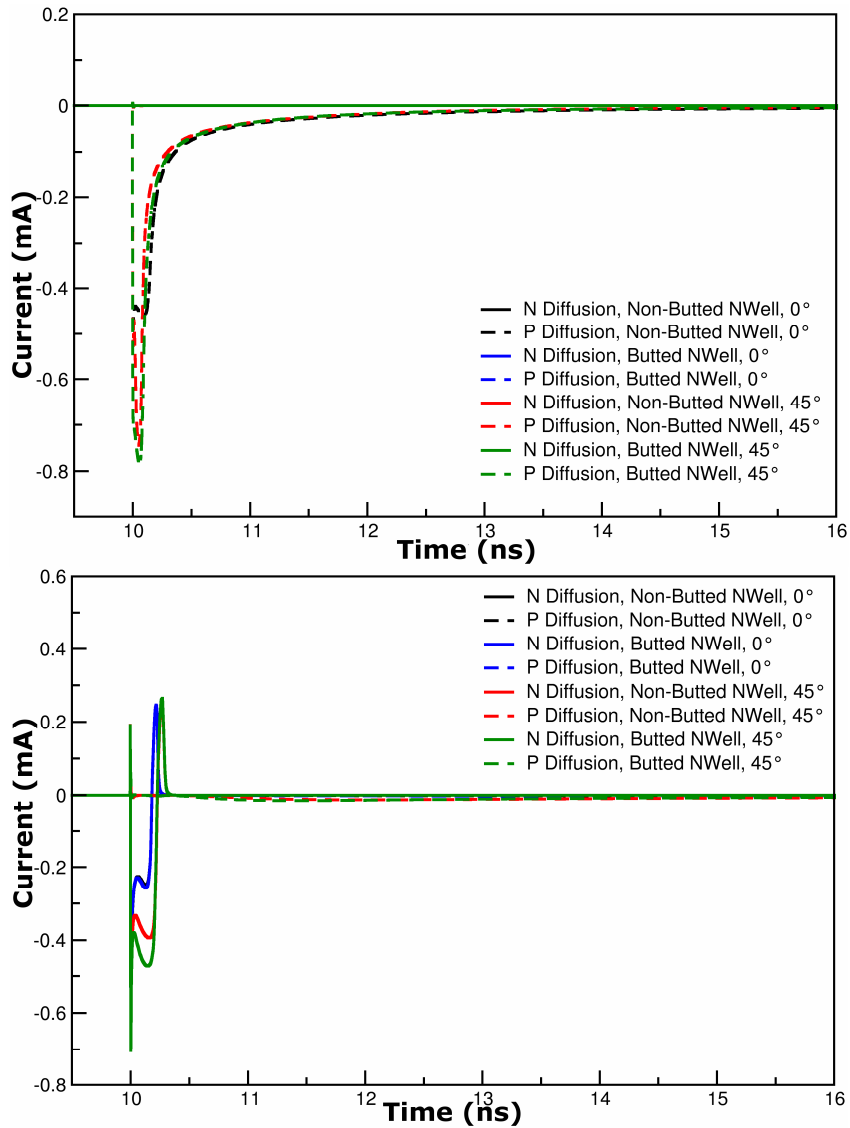 0.2
0
-0.2
-0.4
-0.6
-0.8
Current (mA)
N Diffusion, Non-Butted NWell, 0°
P Diffusion, Non-Butted NWell, 0°
N Diffusion, Butted NWell, 0°
P Diffusion, Butted NWell, 0°
N Diffusion, Non-Butted NWell, 45°
P Diffusion, Non-Butted NWell, 45°
N Diffusion, Butted NWell, 45°
P Diffusion, Butted NWell, 45°
10 11 12 13 14 15 16
Time (ns)
0.6
0.4
0.2
0
-0.2
-0.4
-0.6
-0.8
Current (mA)
N Diffusion, Non-Butted NWell, 0°
P Diffusion, Non-Butted NWell, 0°
N Diffusion, Butted NWell, 0°
P Diffusion, Butted NWell, 0°
N Diffusion, Non-Butted NWell, 45°
P Diffusion, Non-Butted NWell, 45°
N Diffusion, Butted NWell, 45°
P Diffusion, Butted NWell, 45°
10 11 12 13 14 15 16
Time (ns)